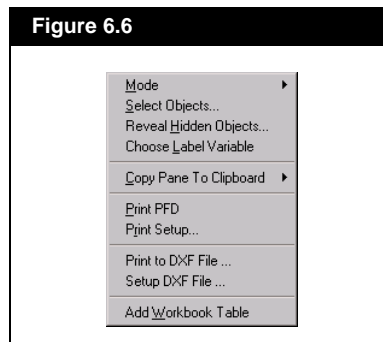 Figure 6.6
Mode
Select Objects...
Reveal Hidden Objects...
Choose Label Variable
Copy Pane To Clipboard
Print PFD
Print Setup...
Print to DXF File ...
Setup DXF File ...
Add Workbook Table